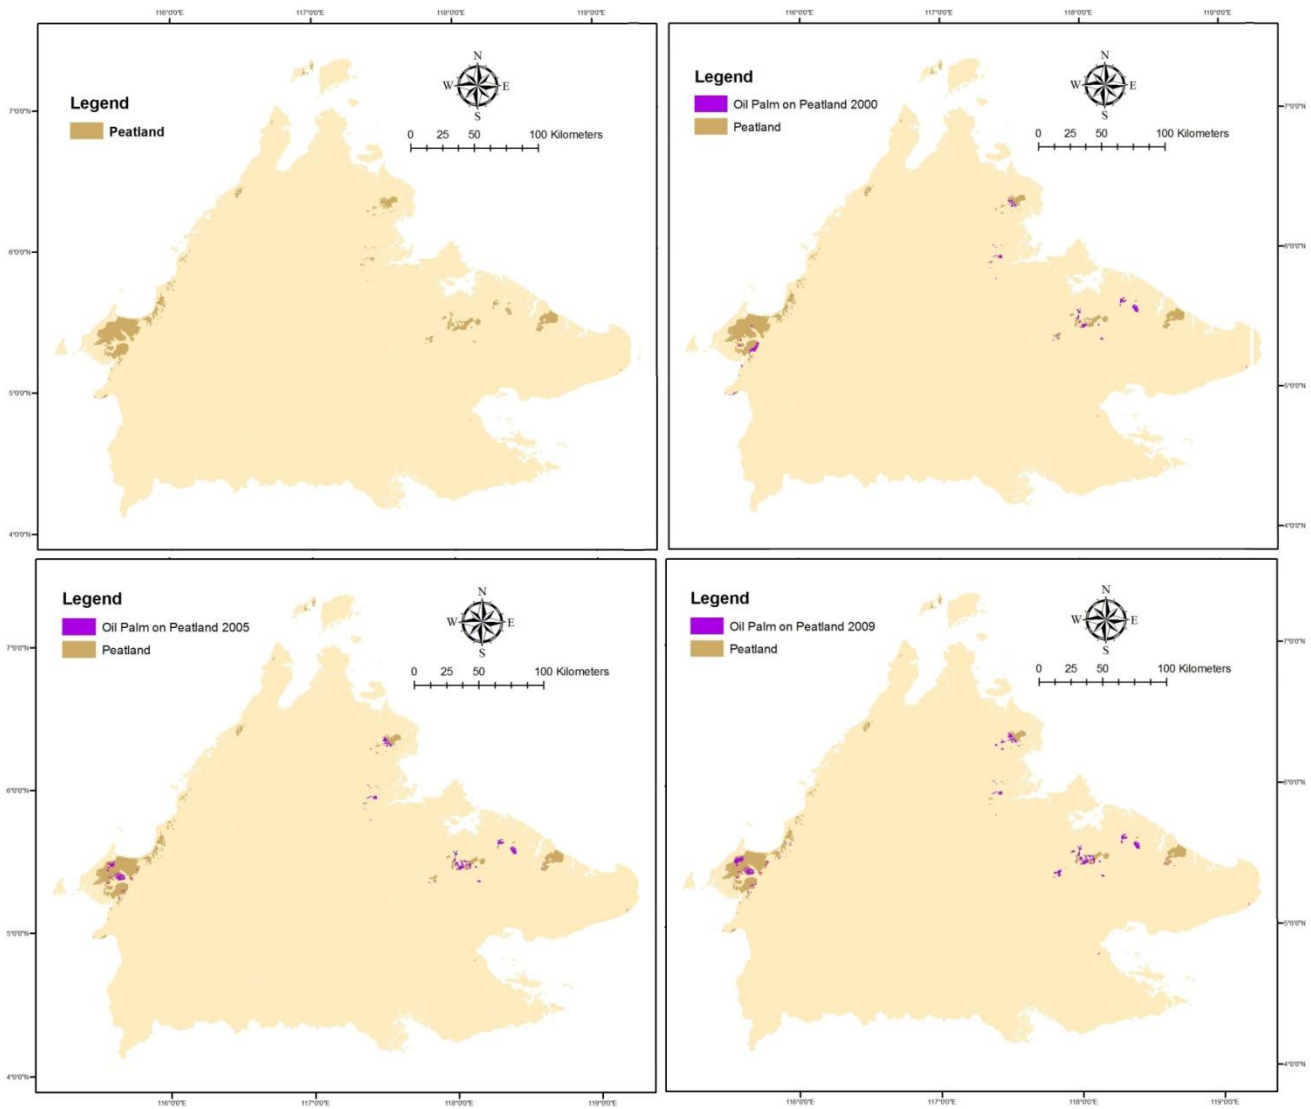 116°0'0"E 117°0'0"E 118°0'0"E 119°0'0"E
Legend
Peatland
N
W E
S
0 25 50 100 Kilometers
7°0'0"N
6°0'0"N
5°0'0"N
4°0'0"N
116°0'0"E 117°0'0"E 118°0'0"E 119°0'0"E
Legend
Oil Palm on Peatland 2000
Peatland
N
W E
S
0 25 50 100 Kilometers
7°0'0"N
6°0'0"N
5°0'0"N
4°0'0"N
Legend
Oil Palm on Peatland 2005
Peatland
N
W E
S
0 25 50 100 Kilometers
7°0'0"N
6°0'0"N
5°0'0"N
4°0'0"N
116°0'0"E 117°0'0"E 118°0'0"E 119°0'0"E
Legend
Oil Palm on Peatland 2009
Peatland
N
W E
S
0 25 50 100 Kilometers
7°0'0"N
6°0'0"N
5°0'0"N
4°0'0"N
116°0'0"E 117°0'0"E 118°0'0"E 119°0'0"E